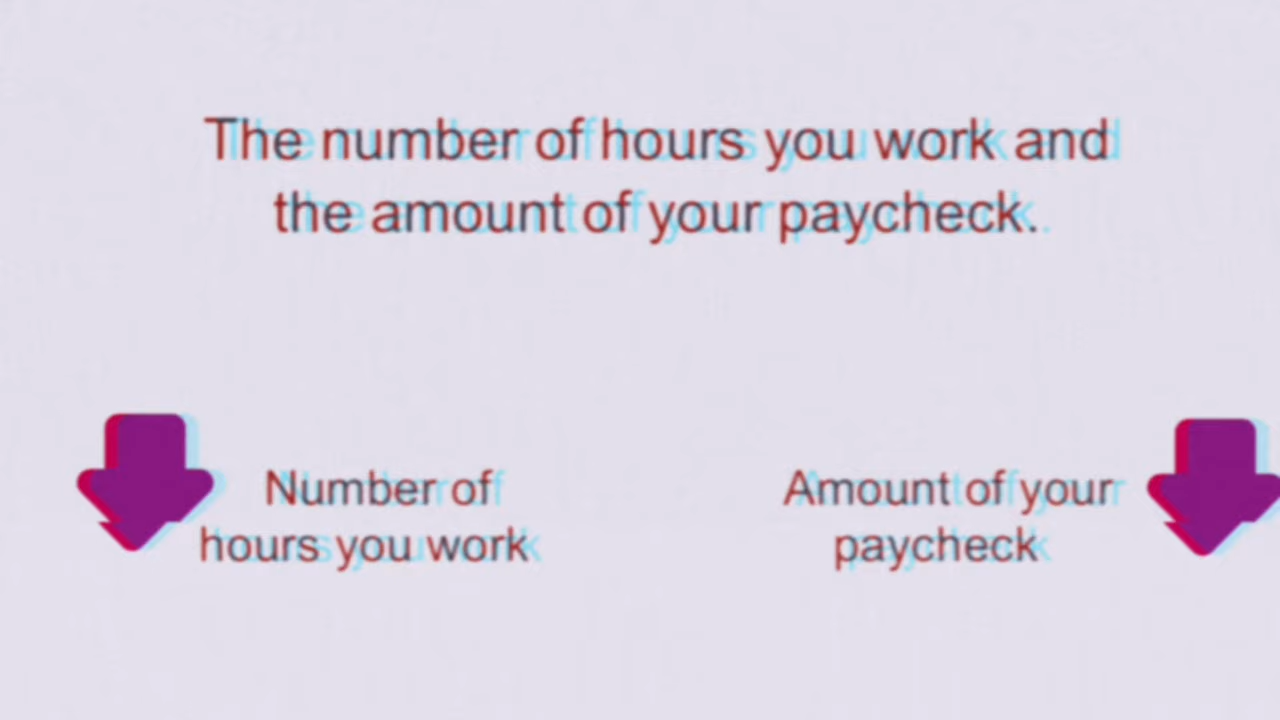 The number of hours you work and
the amount of your paycheck.
Number of
hours you work
Amount of your
paycheck